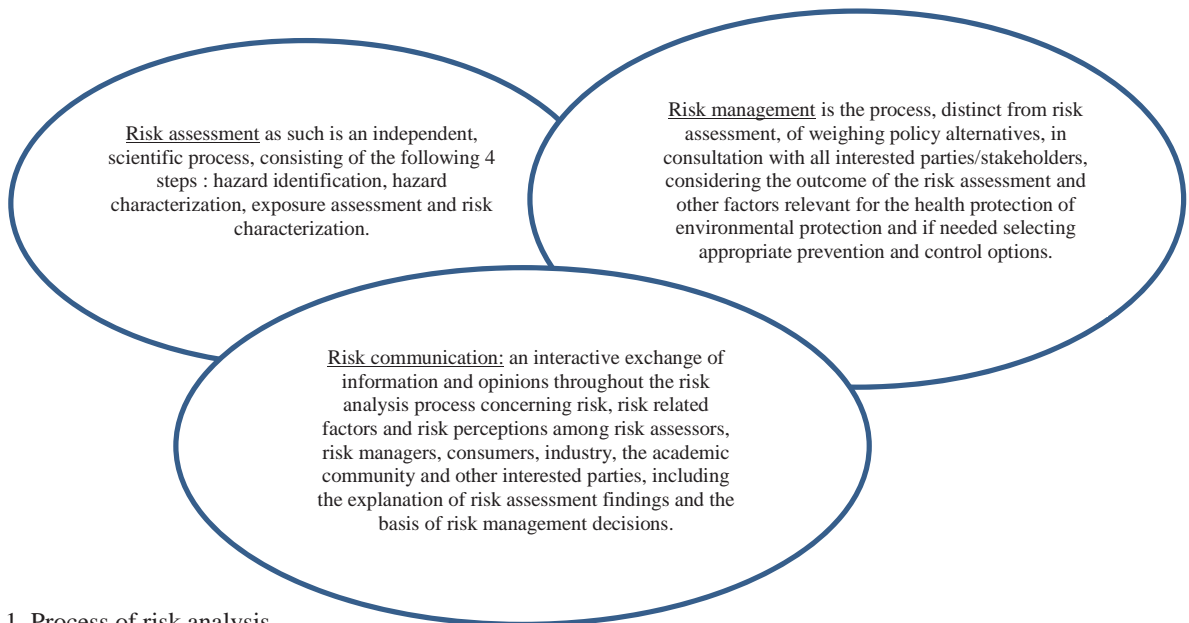 Risk assessment as such is an independent,
scientific process, consisting of the following 4
steps : hazard identification, hazard
characterization, exposure assessment and risk
characterization.
Risk management is the process, distinct from risk
assessment, of weighing policy alternatives, in
consultation with all interested parties/stakeholders,
considering the outcome of the risk assessment and
other factors relevant for the health protection of
environmental protection and if needed selecting
appropriate prevention and control options.
Risk communication: an interactive exchange of
information and opinions throughout the risk
analysis process concerning risk, risk related
factors and risk perceptions among risk assessors,
risk managers, consumers, industry, the academic
community and other interested parties, including
the explanation of risk assessment findings and the
basis of risk management decisions.
1. Process of risk analysis